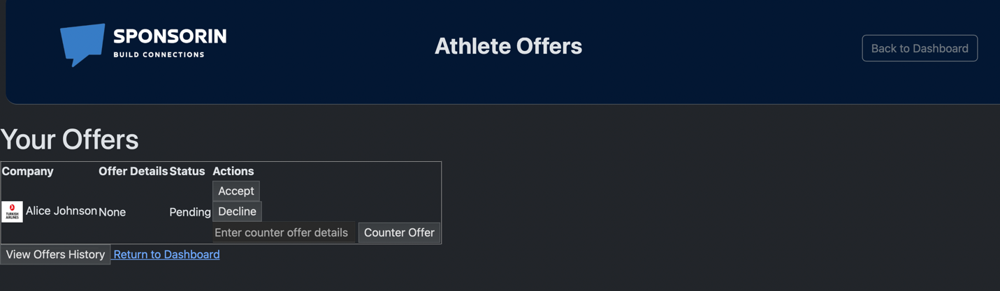 SPONSORIN
BUILD CONNECTIONS
Athlete Offers
Back to Dashboard
Your Offers
Company Offer Details Status Actions
Accept
TURKISH AIRLINES Alice Johnson None Pending Decline
Enter counter offer details Counter Offer
View Offers History Return to Dashboard